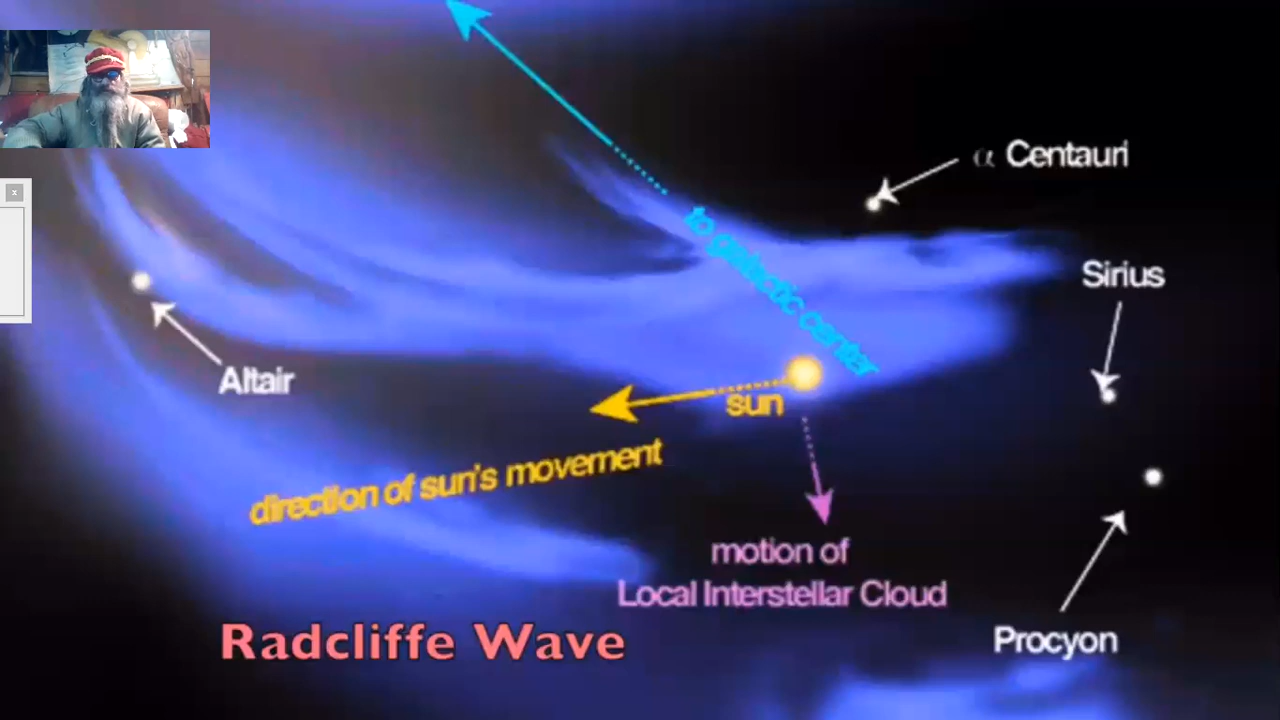 α Centauri
to galactic center
Sirius
Altair
sun
direction of sun's movement
motion of
Local Interstellar Cloud
Radcliffe Wave
Procyon
x